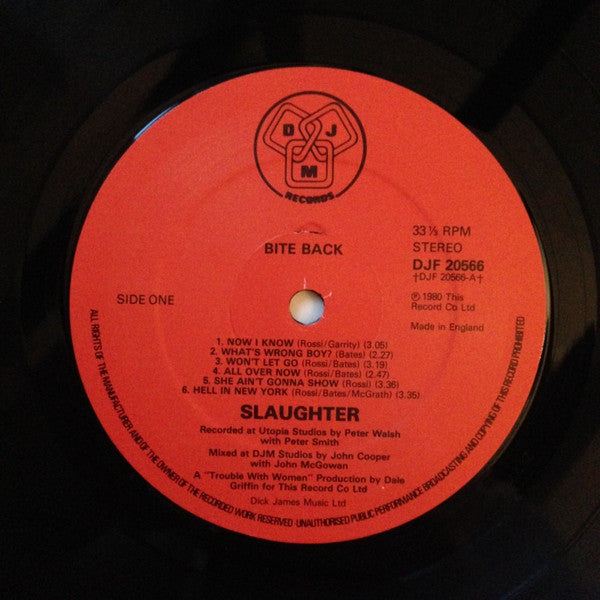 D J M
RECORDS
BITE BACK
33 ⅓ RPM
STEREO
DJF 20566
†DJF 20566-A†
SIDE ONE
℗ 1980 This
Record Co Ltd
Made in England
1. NOW I KNOW (Rossi/Garrity) (3.05)
2. WHAT'S WRONG BOY? (Bates) (2.27)
3. WON'T LET GO (Rossi/Bates) (3.19)
4. ALL OVER NOW (Rossi/Bates) (2.47)
5. SHE AIN'T GONNA SHOW (Rossi) (3.36)
6. HELL IN NEW YORK (Rossi/Bates/McGrath) (3.35)
SLAUGHTER
Recorded at Utopia Studios by Peter Walsh
with Peter Smith
Mixed at DJM Studios by John Cooper
with John McGowan
A "Trouble With Women" Production by Dale
Griffin for This Record Co Ltd
Dick James Music Ltd
ALL RIGHTS OF THE MANUFACTURER AND OF THE OWNER OF THE RECORDED WORK RESERVED · UNAUTHORISED PUBLIC PERFORMANCE BROADCASTING AND COPYING OF THIS RECORD PROHIBITED